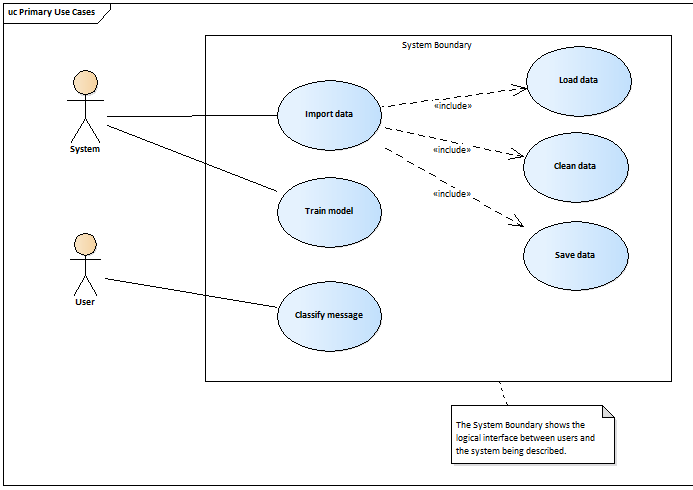 uc Primary Use Cases
System Boundary
Load data
Import data
«include»
System
«include»
Clean data
«include»
Train model
User
Save data
Classify message
The System Boundary shows the
logical interface between users and
the system being described.